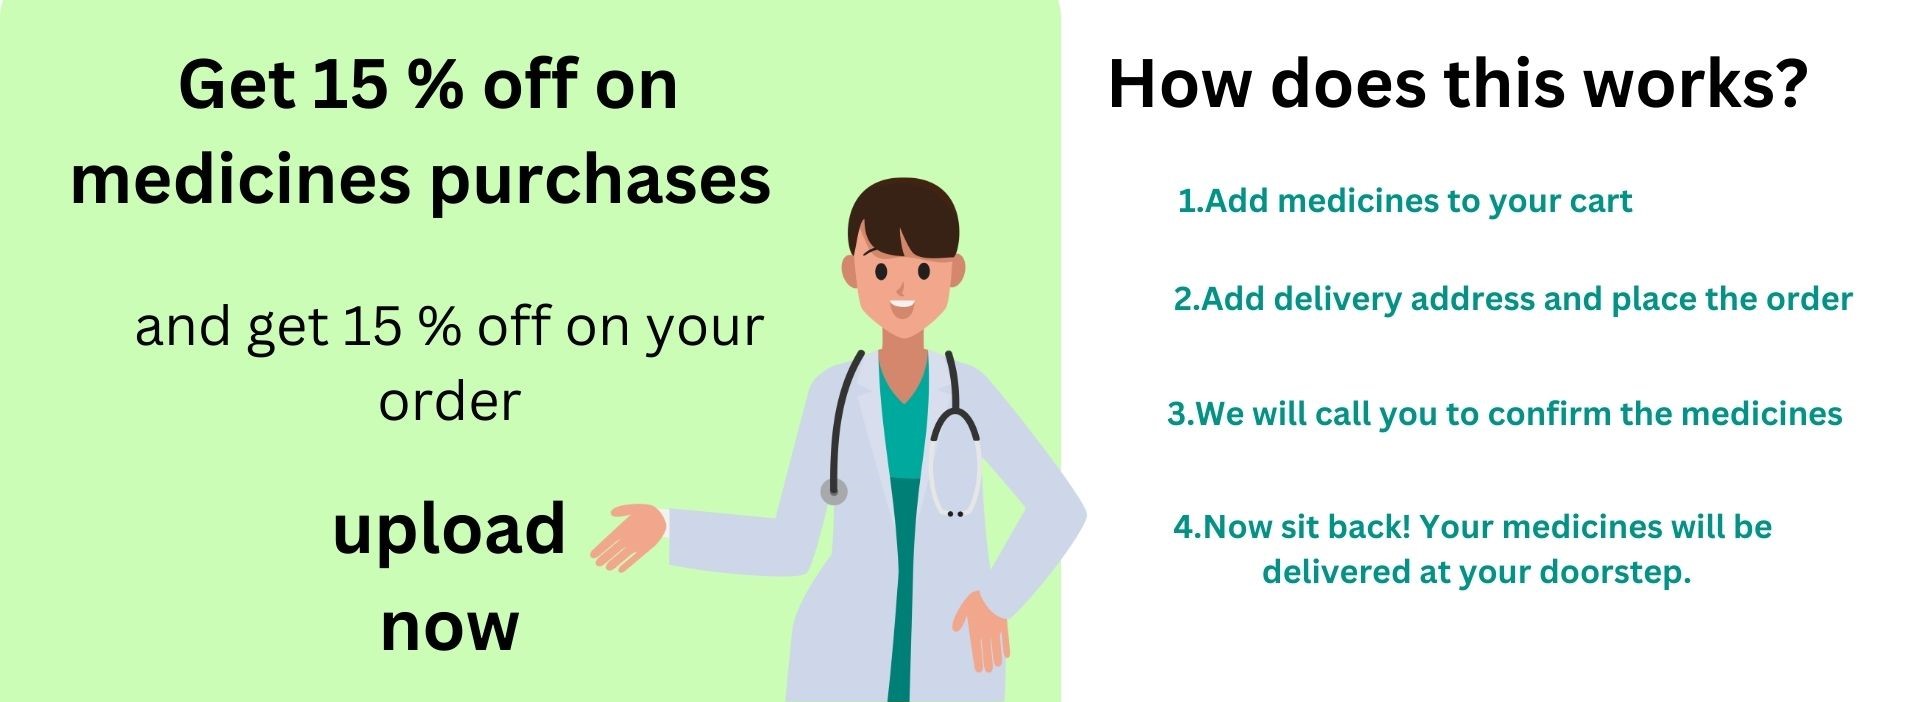 Get 15 % off on
medicines purchases
and get 15 % off on your
order
upload
now
How does this works?
1.Add medicines to your cart
2.Add delivery address and place the order
3.We will call you to confirm the medicines
4.Now sit back! Your medicines will be
delivered at your doorstep.